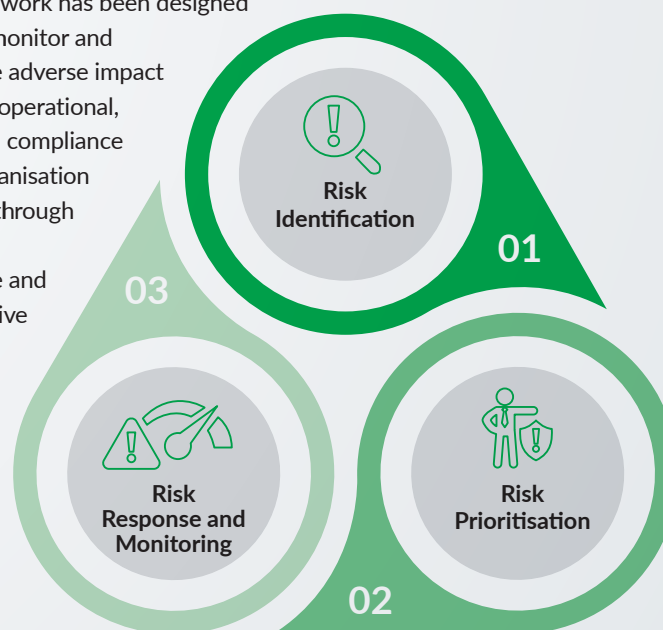 work has been designed
monitor and
adverse impact
operational,
compliance
anisation
through
and
ive
Risk
Identification
01
03
Risk
Response and
Monitoring
Risk
Prioritisation
02